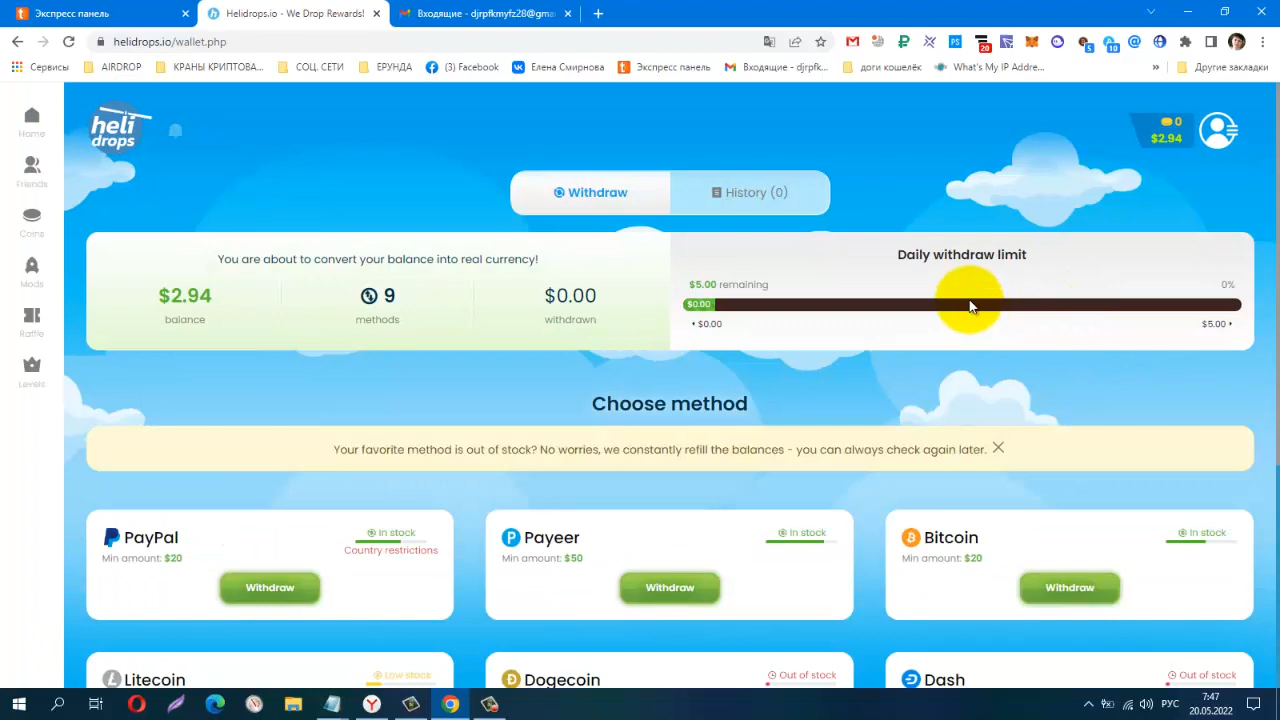 Экспресс панель
Helidrops.io - We Drop Rewards!
Входящие - djrpfkmyfz28@gma
helidrops.io/wallet.php
20
5
10
Сервисы
AIRDROP
КРАНЫ КРИПТОВА...
СОЦ. СЕТИ
ЕРУНДА
(3) Facebook
Елена Смирнова
Экспресс панель
Входящие - djrpfk...
доги кошелёк
What's My IP Addre...
»
Другие закладки
heli
drops
0
$2.94
Home
Friends
Coins
Mods
Raffle
Levels
Withdraw
History (0)
You are about to convert your balance into real currency!
$2.94
balance
9
methods
$0.00
withdrawn
Daily withdraw limit
$5.00 remaining
0%
$0.00
$0.00
$5.00
Choose method
Your favorite method is out of stock? No worries, we constantly refill the balances - you can always check again later.
PayPal
In stock
Min amount: $20
Country restrictions
Withdraw
Payeer
In stock
Min amount: $50
Withdraw
Bitcoin
In stock
Min amount: $20
Withdraw
Litecoin
Low stock
Dogecoin
Out of stock
Dash
Out of stock
РУС
7:47
20.05.2022